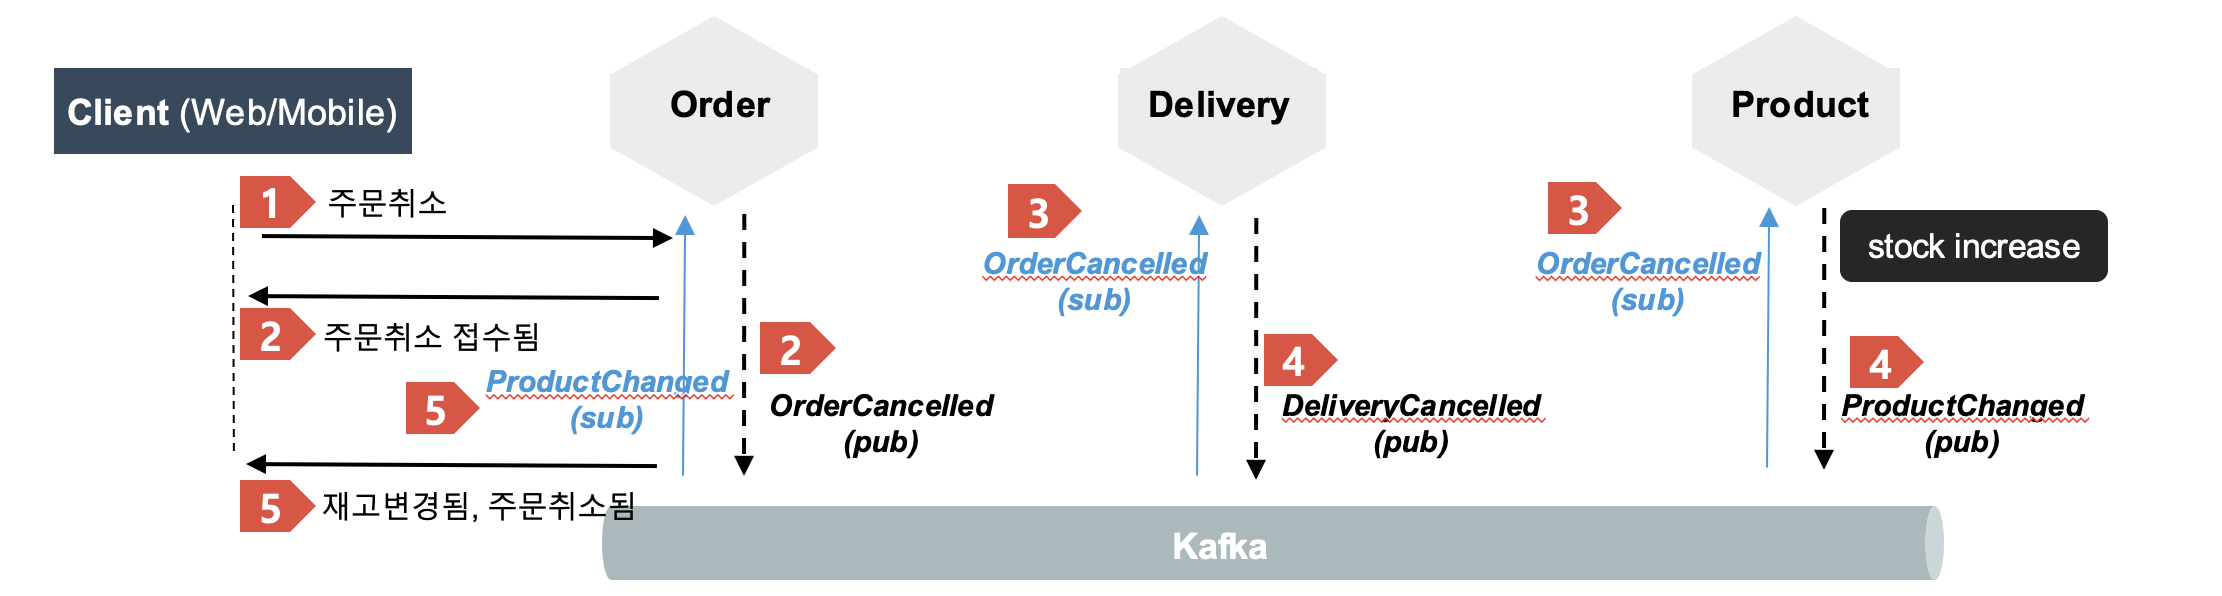 Client (Web/Mobile)
Order
Delivery
Product
1
주문취소
2
주문취소 접수됨
5
ProductChanged
(sub)
5
재고변경됨, 주문취소됨
2
OrderCancelled
(pub)
3
OrderCancelled
(sub)
4
DeliveryCancelled
(pub)
3
OrderCancelled
(sub)
stock increase
4
ProductChanged
(pub)
Kafka